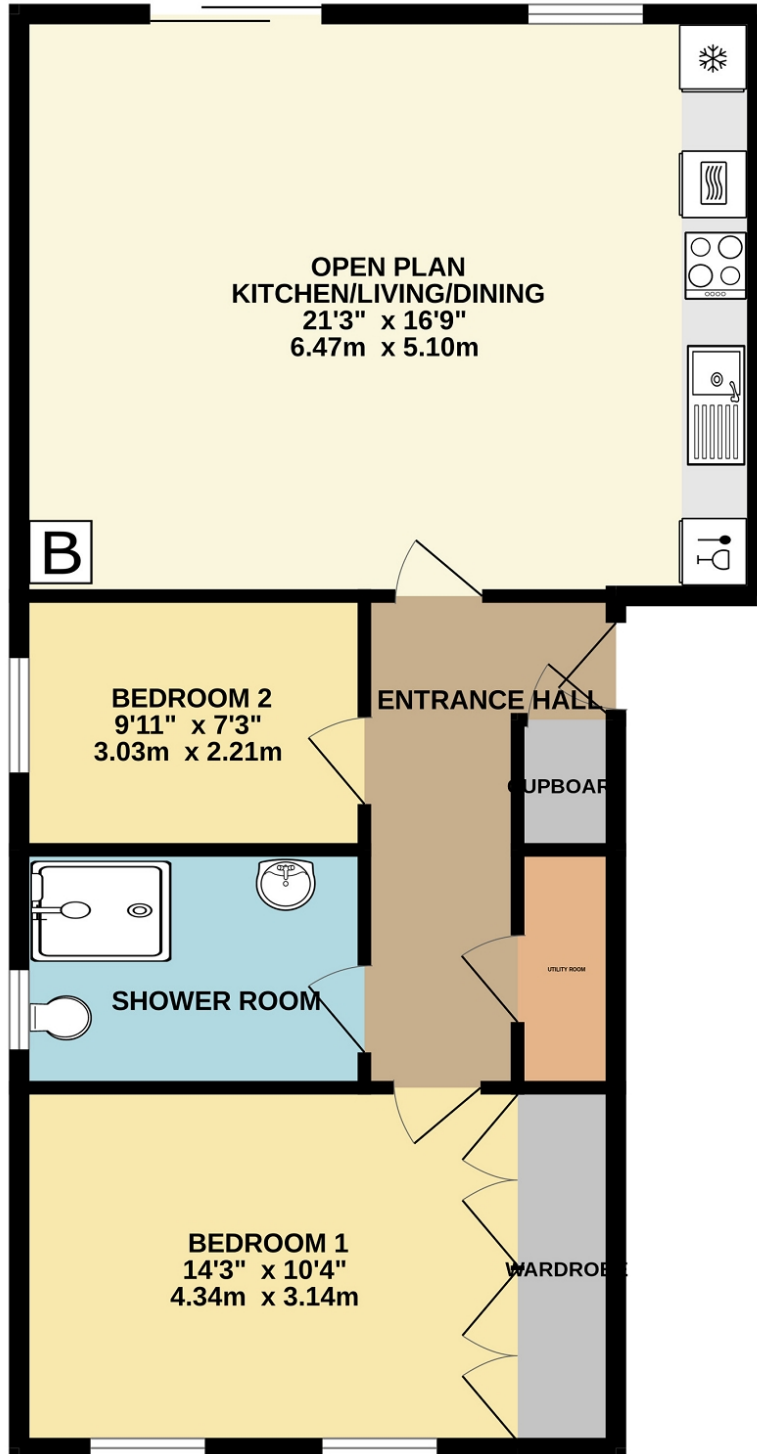 OPEN PLAN
KITCHEN/LIVING/DINING
21'3" x 16'9"
6.47m x 5.10m
B
BEDROOM 2
9'11" x 7'3"
3.03m x 2.21m
ENTRANCE HALL
CUPBOAR
UTILITY ROOM
SHOWER ROOM
BEDROOM 1
14'3" x 10'4"
4.34m x 3.14m
WARDROBE